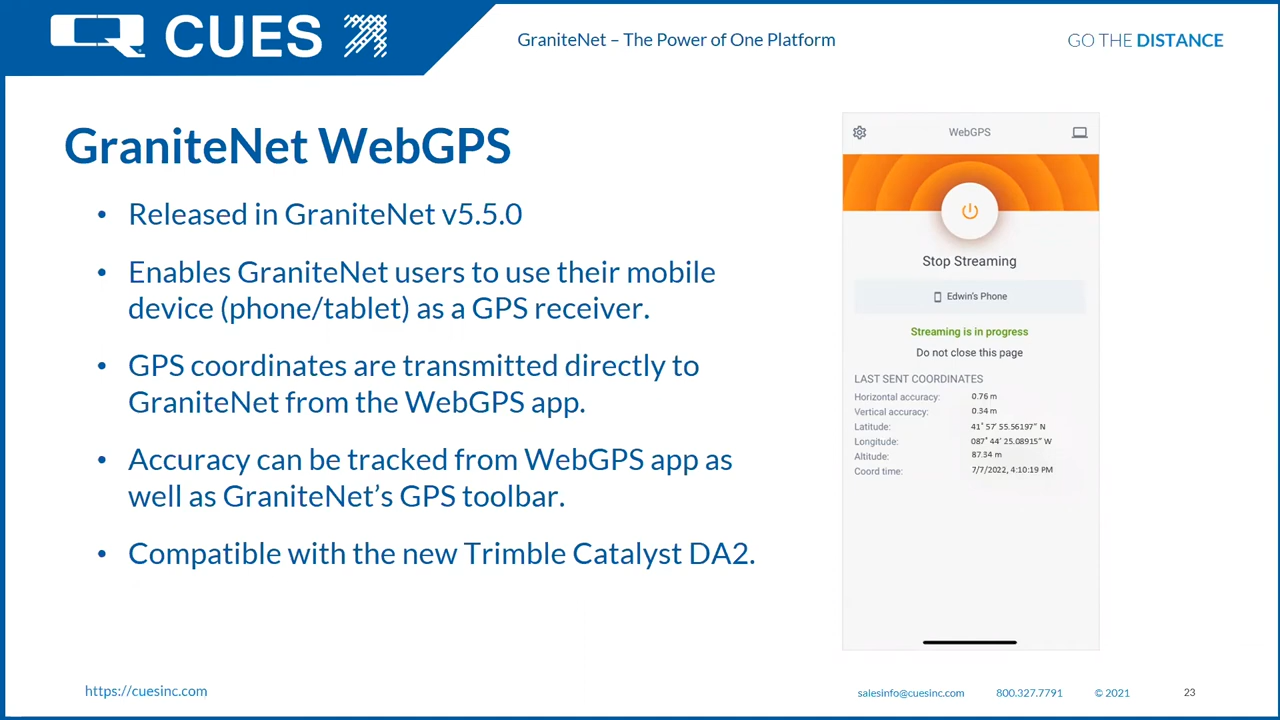 CUES
GraniteNet – The Power of One Platform
GO THE DISTANCE
GraniteNet WebGPS
• Released in GraniteNet v5.5.0
• Enables GraniteNet users to use their mobile
device (phone/tablet) as a GPS receiver.
• GPS coordinates are transmitted directly to
GraniteNet from the WebGPS app.
• Accuracy can be tracked from WebGPS app as
well as GraniteNet’s GPS toolbar.
• Compatible with the new Trimble Catalyst DA2.
WebGPS
Stop Streaming
Edwin's Phone
Streaming is in progress
Do not close this page
LAST SENT COORDINATES
Horizontal accuracy: 0.76 m
Vertical accuracy: 0.34 m
Latitude: 41° 57' 55.56197" N
Longitude: 087° 44' 25.08915" W
Altitude: 87.34 m
Coord time: 7/7/2022, 4:10:19 PM
https://cuesinc.com
salesinfo@cuesinc.com 800.327.7791 © 2021 23